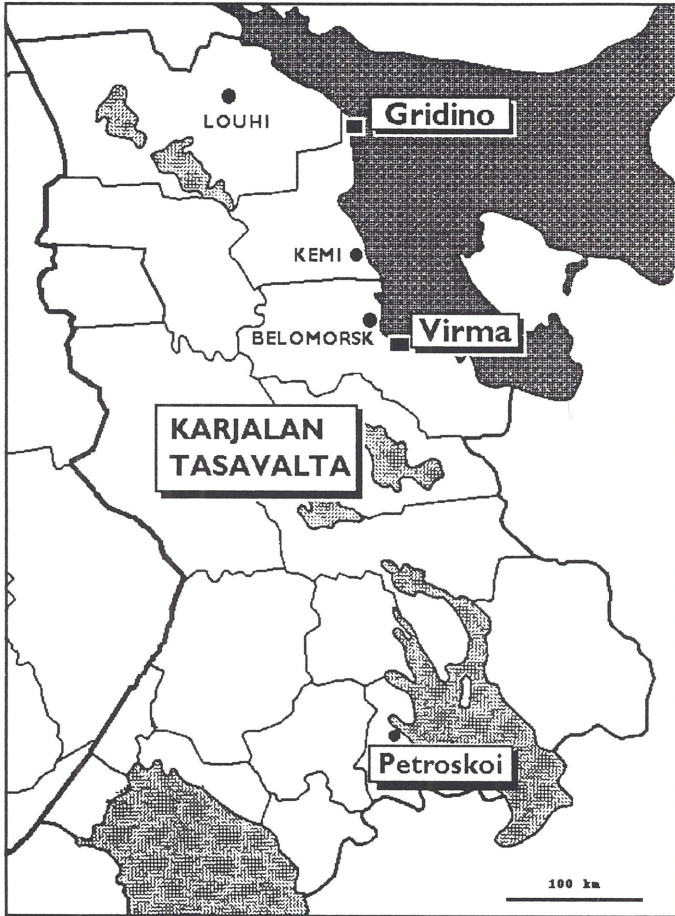 Gridino
LOUHI
KEMI
Virma
BELOMORSK
KARJALAN
TASAVALTA
Petroskoi
100 km